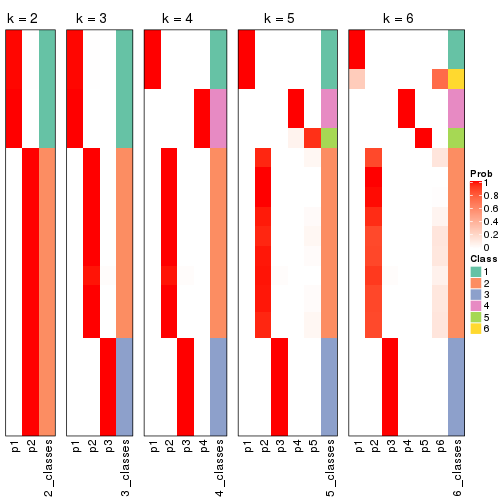 k = 2
k = 3
k = 4
k = 5
k = 6
Prob
1
0.8
0.6
0.4
0.2
0
Class
1
2
3
4
5
6
p1
p2
2_classes
p1
p2
p3
3_classes
p1
p2
p3
p4
4_classes
p1
p2
p3
p4
p5
5_classes
p1
p2
p3
p4
p5
p6
6_classes